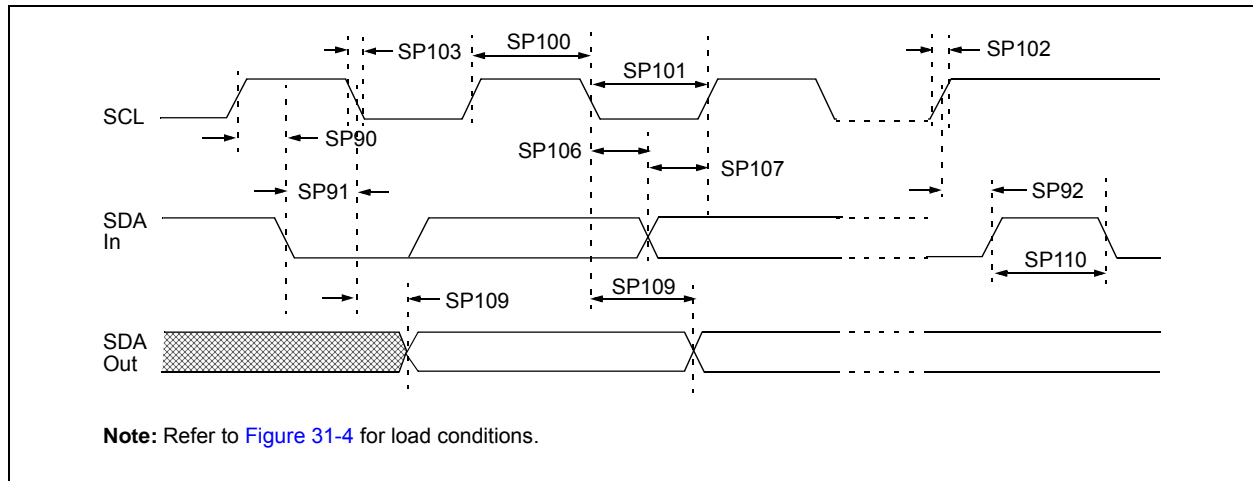 SP103
SP100
SP102
SP101
SCL
SP90
SP106
SP107
SP91
SP92
SDA
In
SP110
SP109
SP109
SDA
Out
Note: Refer to Figure 31-4 for load conditions.